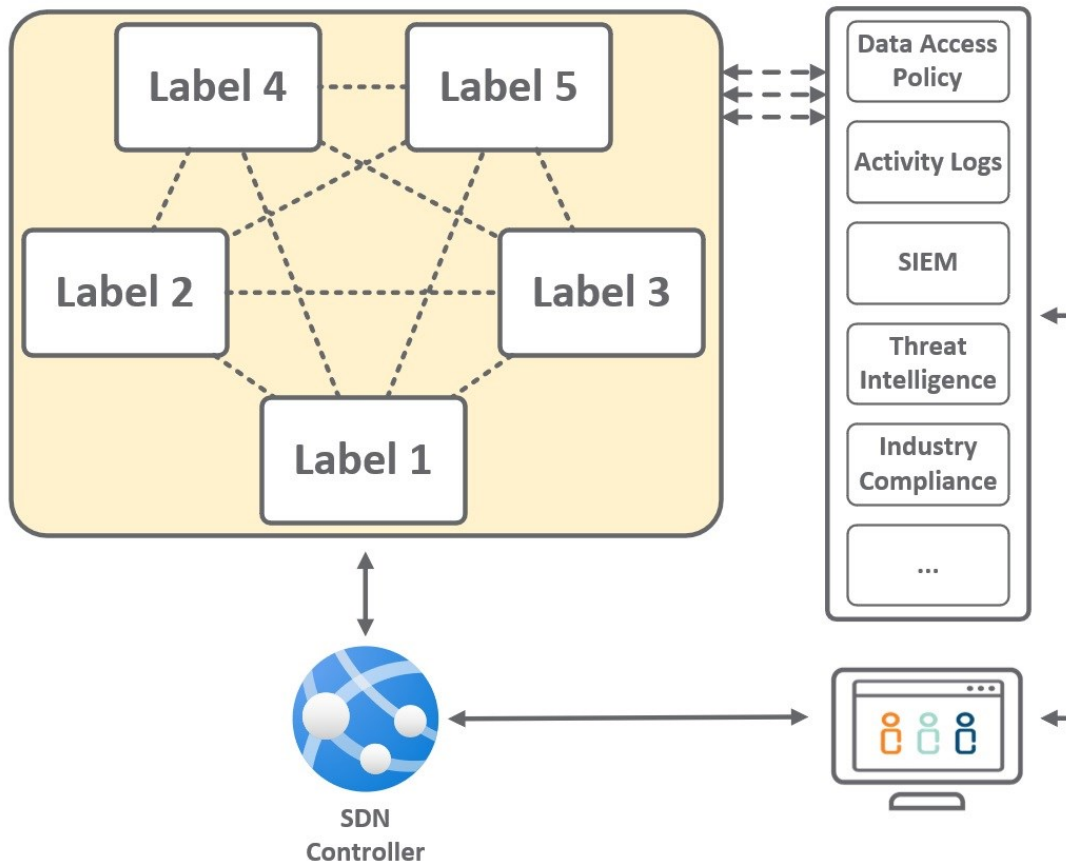 Label 4
Label 5
Label 2
Label 3
Label 1
Data Access
Policy
Activity Logs
SIEM
Threat
Intelligence
Industry
Compliance
...
SDN
Controller